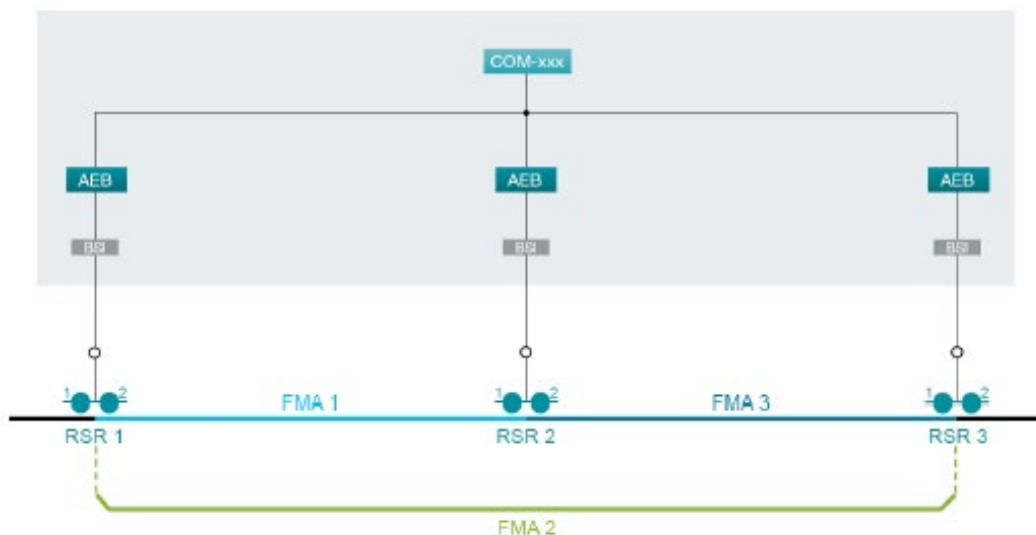 COM-xxx
AEB AEB AEB
BSI BSI BSI
1 2 FMA 1 1 2 FMA 3 1 2
RSR 1 RSR 2 RSR 3
FMA 2